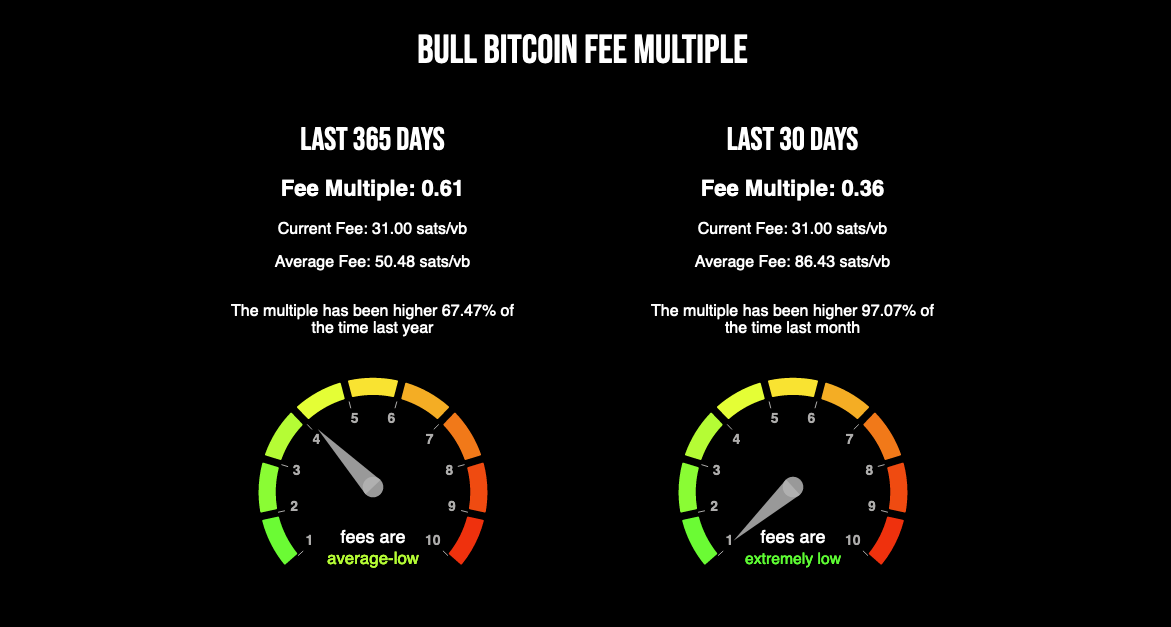 BULL BITCOIN FEE MULTIPLE
LAST 365 DAYS
Fee Multiple: 0.61
Current Fee: 31.00 sats/vb
Average Fee: 50.48 sats/vb
The multiple has been higher 67.47% of
the time last year
1
2
3
4
5
6
7
8
9
10
fees are
average-low
LAST 30 DAYS
Fee Multiple: 0.36
Current Fee: 31.00 sats/vb
Average Fee: 86.43 sats/vb
The multiple has been higher 97.07% of
the time last month
1
2
3
4
5
6
7
8
9
10
fees are
extremely low